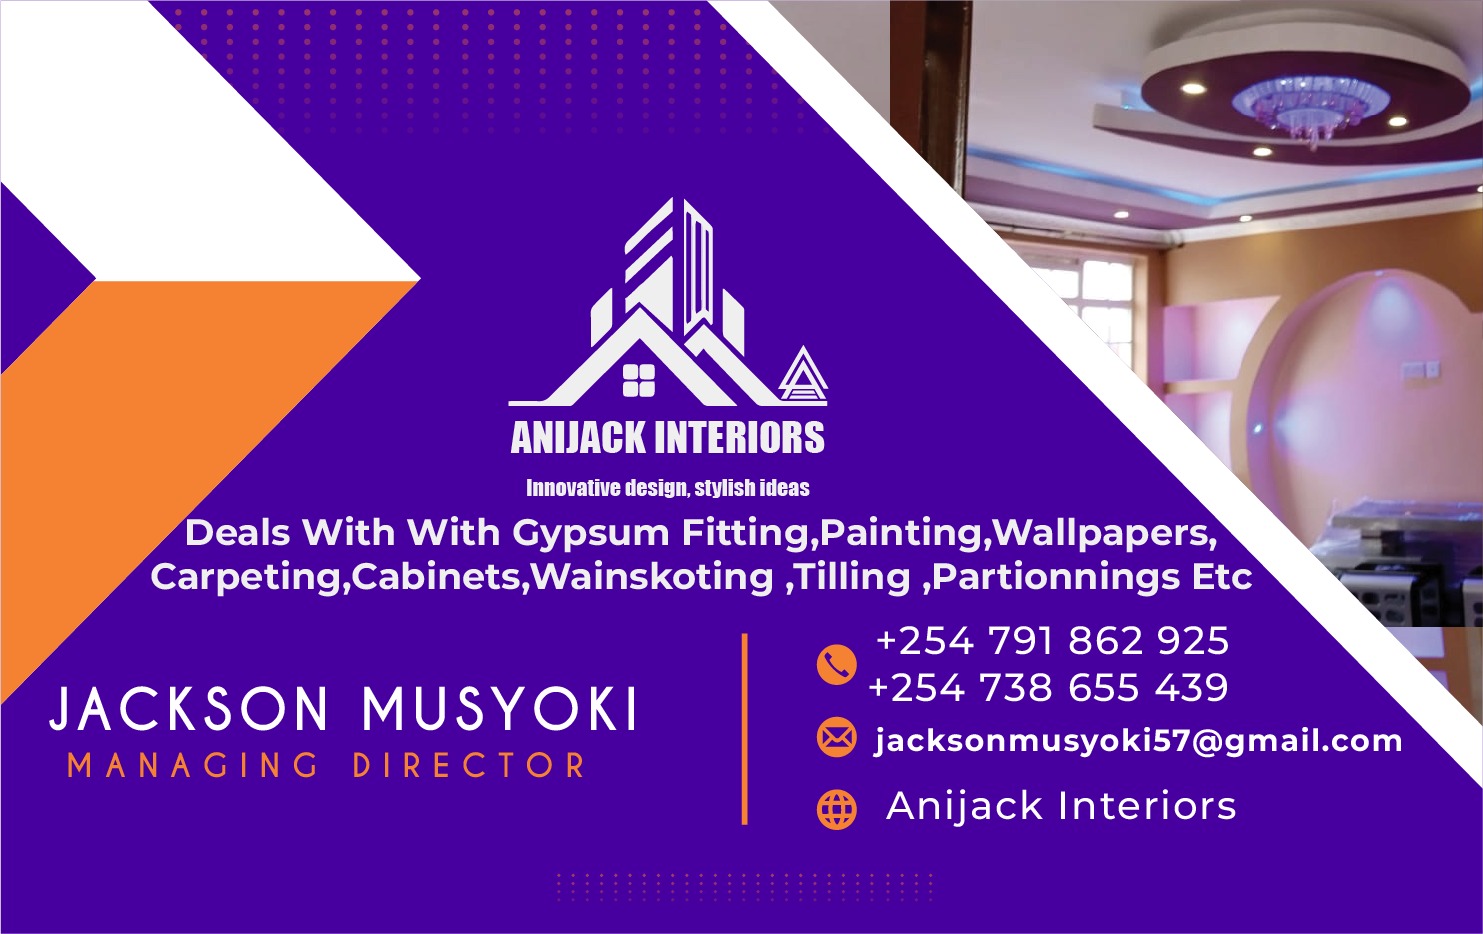 ANIJACK INTERIORS
Innovative design, stylish ideas
Deals With With Gypsum Fitting,Painting,Wallpapers,
Carpeting,Cabinets,Wainskoting ,Tilling ,Partionnings Etc
JACKSON MUSYOKI
MANAGING DIRECTOR
+254 791 862 925
+254 738 655 439
jacksonmusyoki57@gmail.com
Anijack Interiors